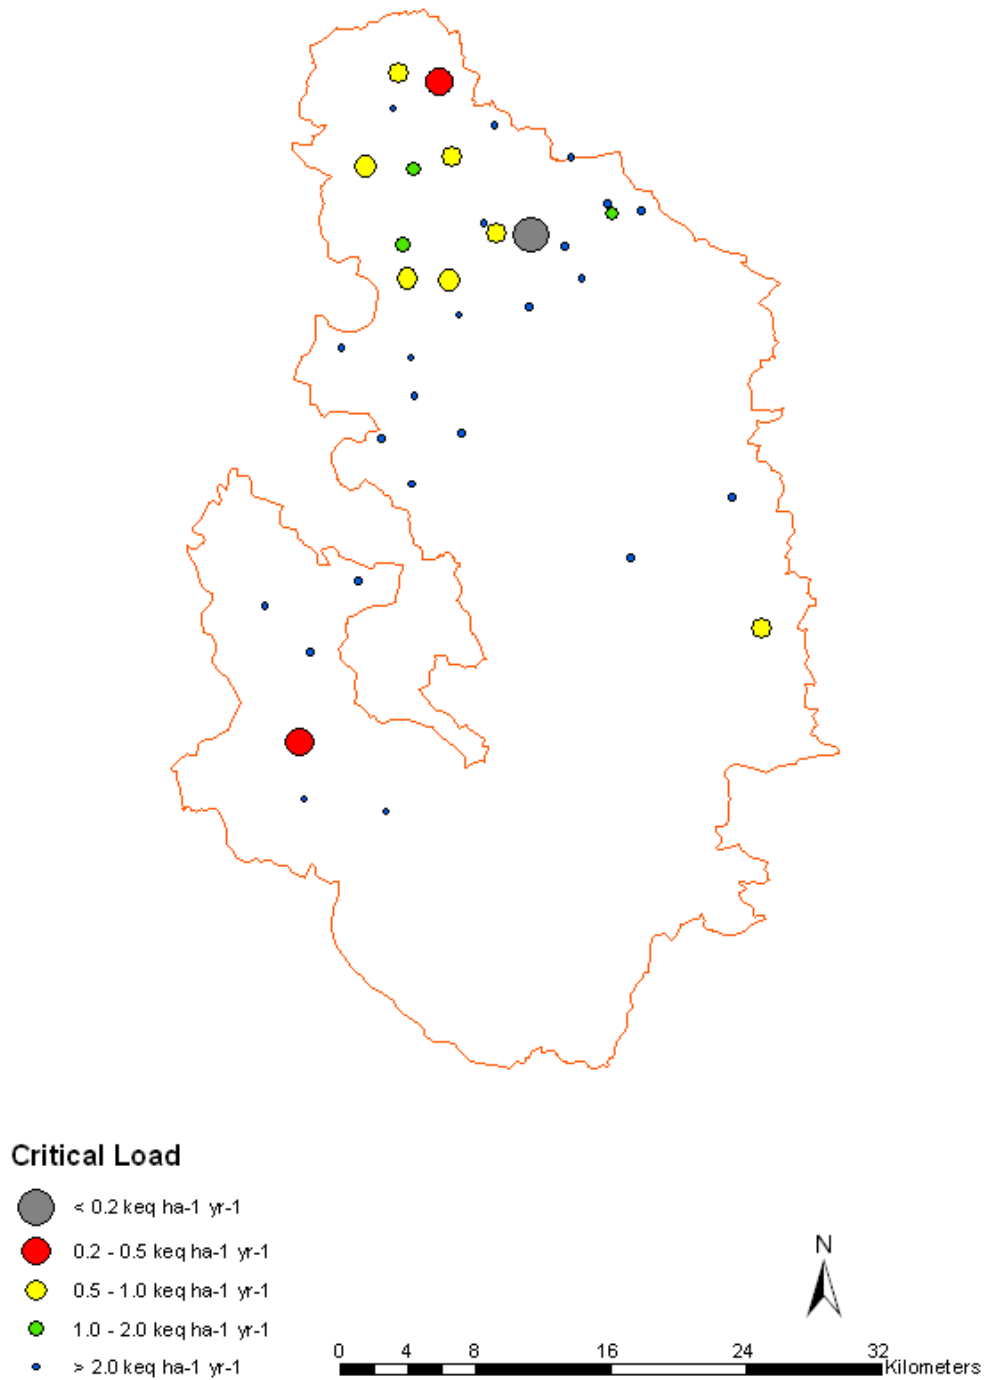 Critical Load
< 0.2 keq ha-1 yr-1
0.2 - 0.5 keq ha-1 yr-1
0.5 - 1.0 keq ha-1 yr-1
1.0 - 2.0 keq ha-1 yr-1
> 2.0 keq ha-1 yr-1
N
0 4 8 16 24 32
Kilometers